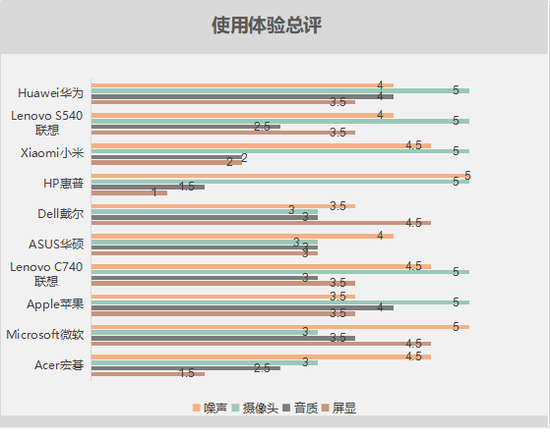 使用体验总评
Huawei华为
4
5
4
3.5
Lenovo S540
联想
4
5
2.5
3.5
Xiaomi小米
4.5
5
2
2
HP惠普
5
5
1.5
1
Dell戴尔
3.5
3
3
4.5
ASUS华硕
4
3
3
3
Lenovo C740
联想
4.5
5
3
3.5
Apple苹果
3.5
5
4
3.5
Microsoft微软
5
3
3.5
4.5
Acer宏碁
4.5
3
2.5
1.5
噪声 摄像头 音质 屏显